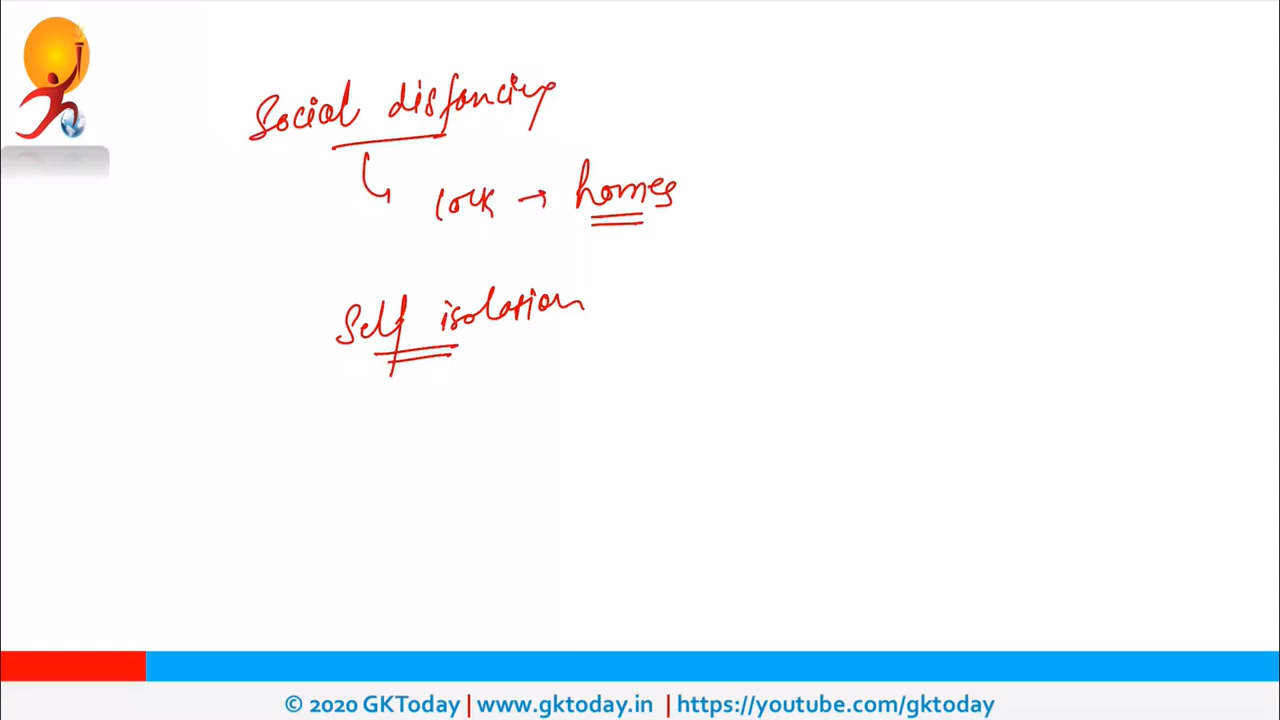 Social distancing
lock → homes
Self isolation
© 2020 GKToday | www.gktoday.in | https://youtube.com/gktoday